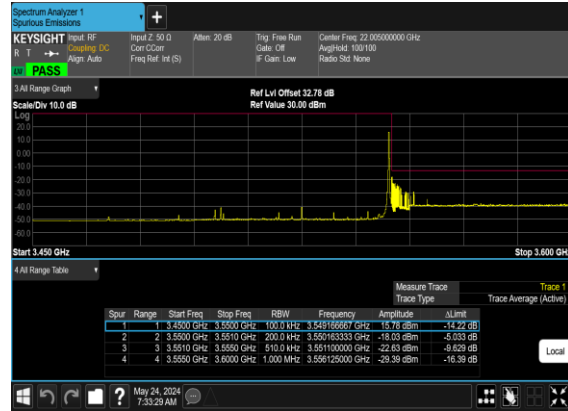 Spectrum Analyzer 1
Spurious Emissions
KEYSIGHT Input: RF Input Z: 50 Ω Atten: 20 dB Trig: Free Run Center Freq: 22.005000000 GHz
R T Coupling: DC Corr CCorr Gate: Off Avg|Hold: 100/100
Align: Auto Freq Ref: Int (S) IF Gain: Low Radio Std: None
PASS
3 All Range Graph
Ref Lvl Offset 32.78 dB
Scale/Div 10.0 dB Ref Value 30.00 dBm
Log
20.0
10.0
0.00
-10.0
-20.0
-30.0
-40.0
-50.0
-60.0
Start 3.450 GHz Stop 3.600 GHz
4 All Range Table
Measure Trace Trace 1
Trace Type Trace Average (Active)
Spur Range Start Freq Stop Freq RBW Frequency Amplitude ΔLimit
1 1 3.4500 GHz 3.5500 GHz 100.0 kHz 3.549166667 GHz 15.78 dBm -14.22 dB
2 2 3.5500 GHz 3.5510 GHz 200.0 kHz 3.550163333 GHz -18.03 dBm -5.033 dB
3 3 3.5510 GHz 3.5550 GHz 510.0 kHz 3.551100000 GHz -22.63 dBm -9.629 dB
4 4 3.5550 GHz 3.6000 GHz 1.000 MHz 3.556125000 GHz -29.39 dBm -16.39 dB
Local
? May 24, 2024
7:33:29 AM